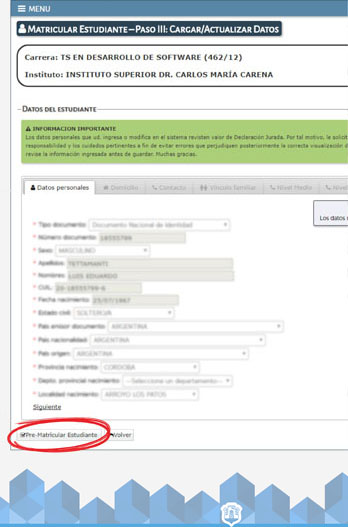 ≡ MENU
Matricular Estudiante – Paso III: Cargar/Actualizar Datos
Carrera: TS EN DESARROLLO DE SOFTWARE (462/12)
Instituto: INSTITUTO SUPERIOR DR. CARLOS MARÍA CARENA
Datos del estudiante
INFORMACION IMPORTANTE
Los datos personales que ud. ingresa o modifica en el sistema revisten valor de Declaración Jurada. Por tal motivo, le solicit
responsabilidad y los cuidados pertinentes a fin de evitar errores que perjudiquen posteriormente la correcta visualización d
revise la información ingresada antes de guardar. Muchas gracias.
Datos personales Domicilio Contacto Vínculo familiar Nivel Medio Nivel
Los datos
* Tipo documento: Documento Nacional de Identidad
* Número documento: 18555789
* Sexo: MASCULINO
* Apellidos: TETTAMANTI
* Nombres: LUIS EDUARDO
* CUIL: 20-18555789-6
* Fecha nacimiento: 25/07/1967
* Estado civil: SOLTERO/A
* País emisor documento: ARGENTINA
* País nacionalidad: ARGENTINA
* País origen: ARGENTINA
* Provincia nacimiento: CORDOBA
* Depto. provincial nacimiento: --Seleccione un departamento--
* Localidad nacimiento: ARROYO LOS PATOS
Siguiente
Pre-Matricular Estudiante Volver